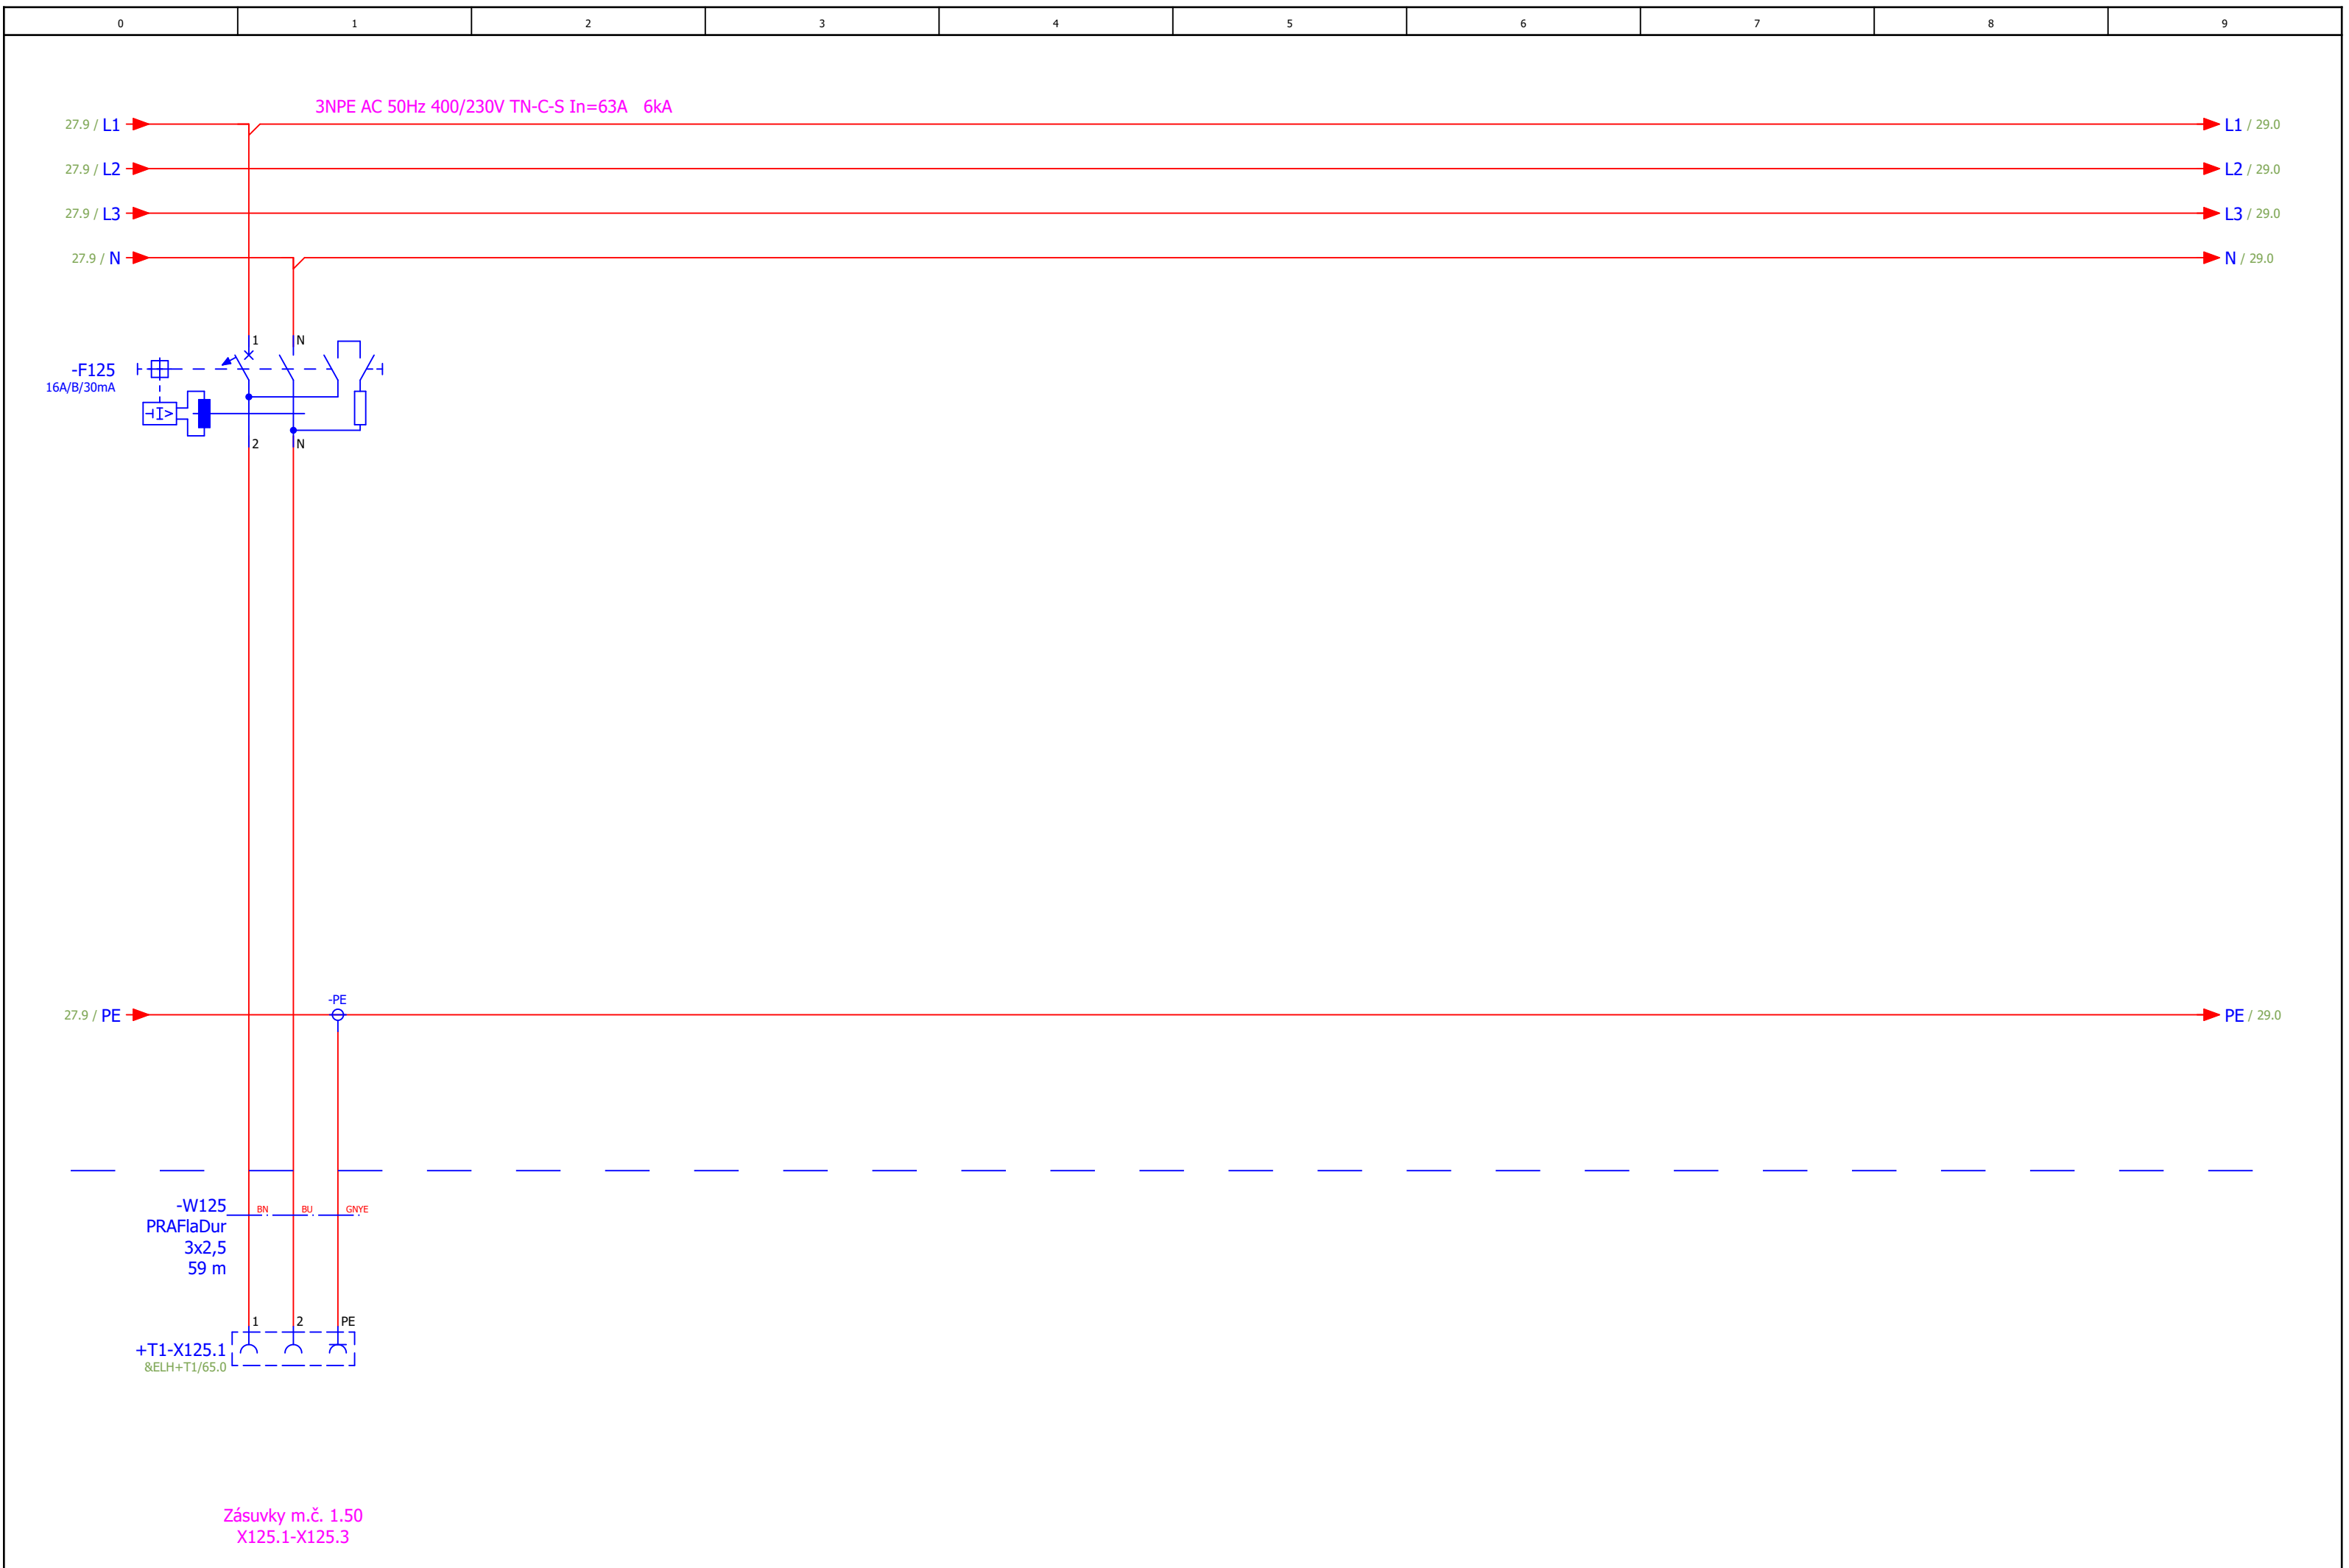 0 1 2 3 4 5 6 7 8 9
3NPE AC 50Hz 400/230V TN-C-S In=63A 6kA
27.9 / L1 L1 / 29.0
27.9 / L2 L2 / 29.0
27.9 / L3 L3 / 29.0
27.9 / N N / 29.0
1 N
-F125
16A/B/30mA
I>
2 N
-PE
27.9 / PE PE / 29.0
-W125 BN BU GNYE
PRAFlaDur
3x2,5
59 m
1 2 PE
+T1-X125.1
&ELH+T1/65.0
Zásuvky m.č. 1.50
X125.1-X125.3